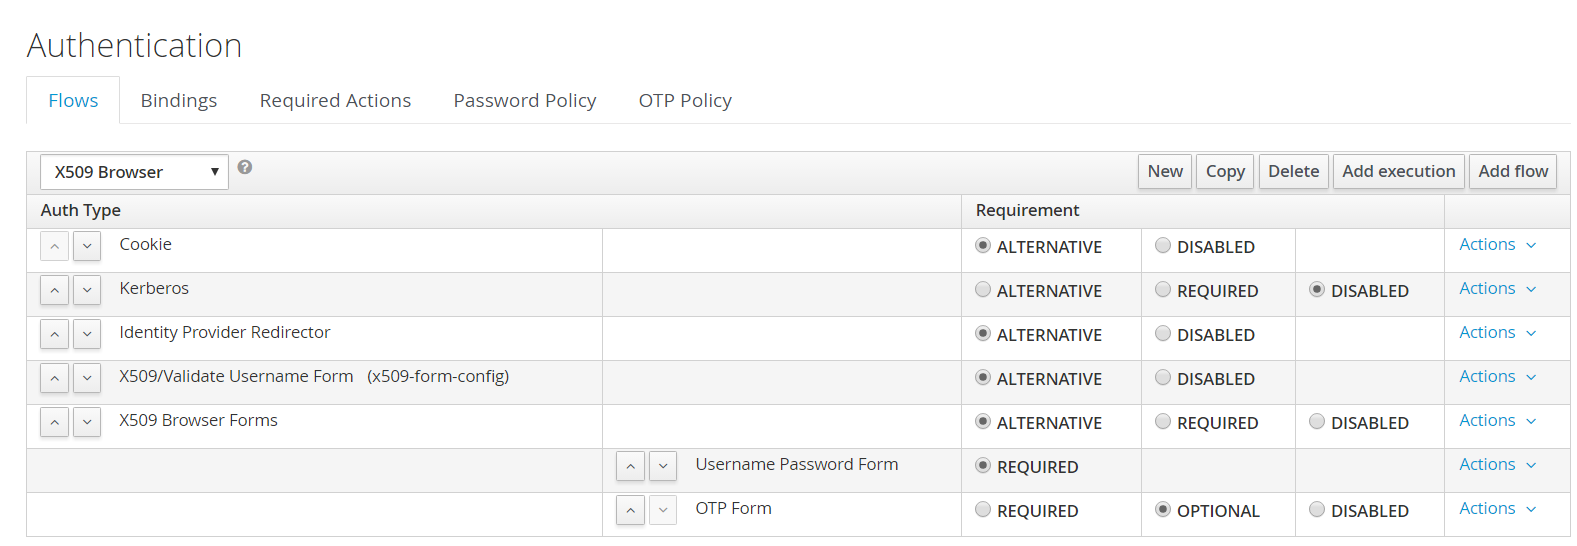 Authentication
Flows Bindings Required Actions Password Policy OTP Policy
X509 Browser ? New Copy Delete Add execution Add flow
Auth Type Requirement
Cookie ALTERNATIVE DISABLED Actions
Kerberos ALTERNATIVE REQUIRED DISABLED Actions
Identity Provider Redirector ALTERNATIVE DISABLED Actions
X509/Validate Username Form (x509-form-config) ALTERNATIVE DISABLED Actions
X509 Browser Forms ALTERNATIVE REQUIRED DISABLED Actions
Username Password Form REQUIRED Actions
OTP Form REQUIRED OPTIONAL DISABLED Actions